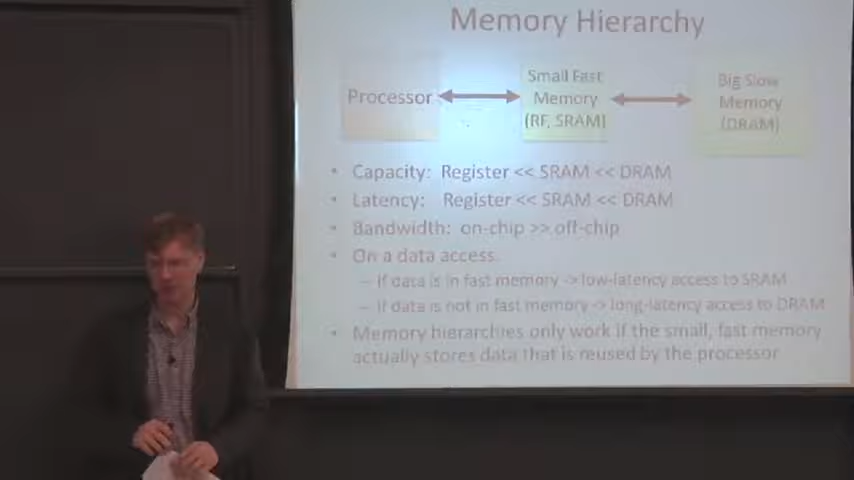 Memory Hierarchy
Processor
Small Fast
Memory
(RF, SRAM)
Big Slow
Memory
(DRAM)
• Capacity: Register << SRAM << DRAM
• Latency: Register << SRAM << DRAM
• Bandwidth: on-chip >> off-chip
• On a data access
– If data is in fast memory -> low-latency access to SRAM
– If data is not in fast memory -> long-latency access to DRAM
• Memory hierarchies only work if the small, fast memory
actually stores data that is reused by the processor